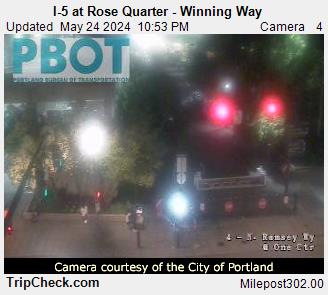 I-5 at Rose Quarter - Winning Way
Updated May 24 2024 10:53 PM Camera 4
PBOT
PORTLAND BUREAU OF TRANSPORTATION
4 - N. Ramsey Wy
@ One Ctr
Camera courtesy of the City of Portland
TripCheck.com Milepost302.00